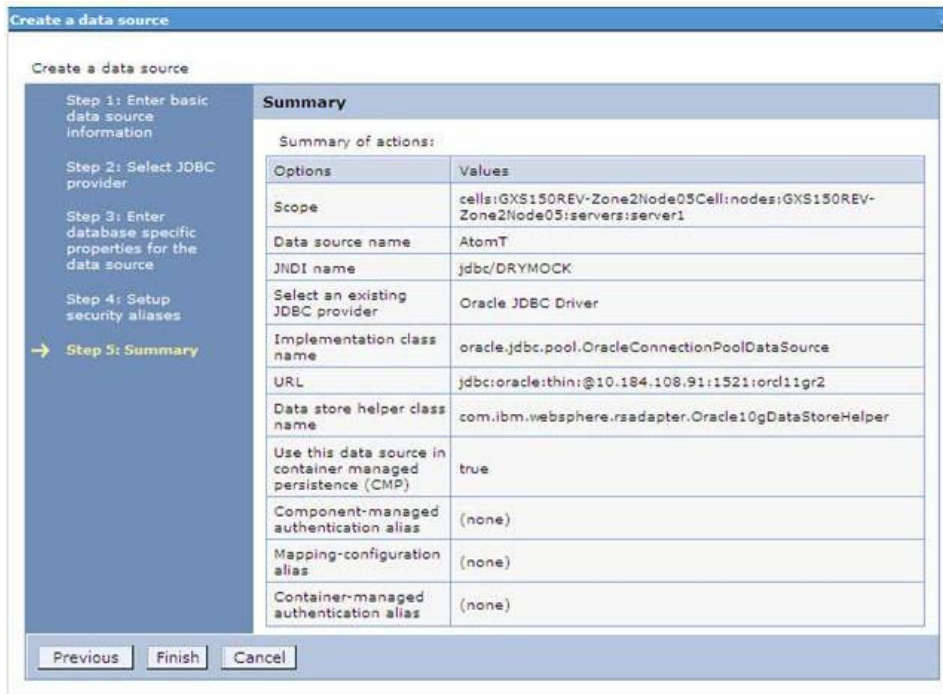 Create a data source
Create a data source
Step 1: Enter basic
data source
information
Step 2: Select JDBC
provider
Step 3: Enter
database specific
properties for the
data source
Step 4: Setup
security aliases
Step 5: Summary
Summary
Summary of actions:
Options Values
Scope cells:GXS150REV-Zone2Node05Cell:nodes:GXS150REV-
Zone2Node05:servers:server1
Data source name AtomT
JNDI name jdbc/DRYMOCK
Select an existing
JDBC provider Oracle JDBC Driver
Implementation class
name oracle.jdbc.pool.OracleConnectionPoolDataSource
URL jdbc:oracle:thin:@10.184.108.91:1521:orcl11gr2
Data store helper class
name com.ibm.websphere.rsadapter.Oracle10gDataStoreHelper
Use this data source in
container managed true
persistence (CMP)
Component-managed
authentication alias (none)
Mapping-configuration
alias (none)
Container-managed
authentication alias (none)
Previous Finish Cancel